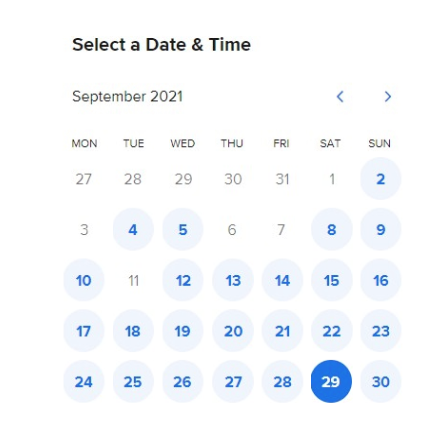 Select a Date & Time
September 2021
MON TUE WED THU FRI SAT SUN
27 28 29 30 31 1 2
3 4 5 6 7 8 9
10 11 12 13 14 15 16
17 18 19 20 21 22 23
24 25 26 27 28 29 30